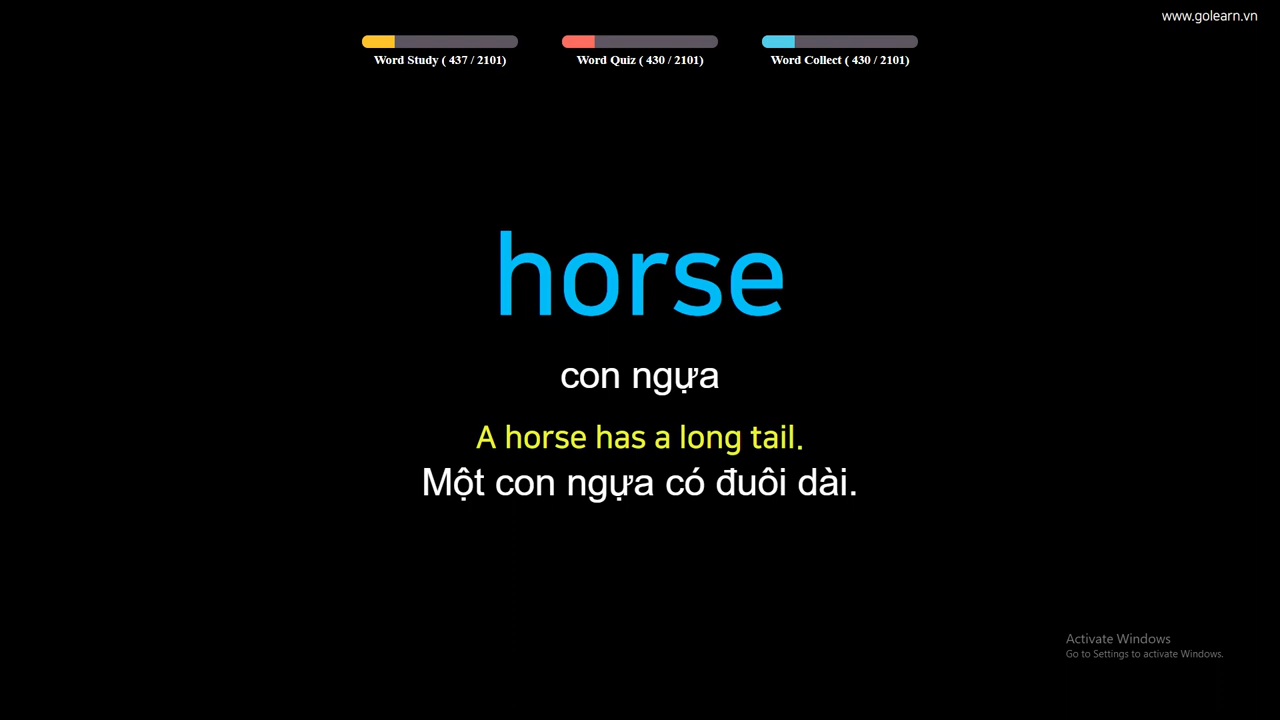 www.golearn.vn
Word Study ( 437 / 2101)
Word Quiz ( 430 / 2101)
Word Collect ( 430 / 2101)
horse
con ngựa
A horse has a long tail.
Một con ngựa có đuôi dài.
Activate Windows
Go to Settings to activate Windows.